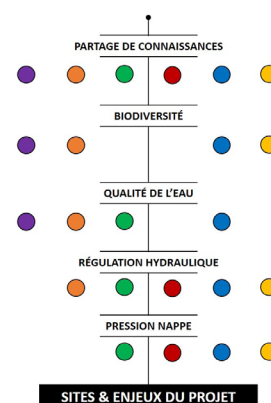 PARTAGE DE CONNAISSANCES
BIODIVERSITÉ
QUALITÉ DE L'EAU
RÉGULATION HYDRAULIQUE
PRESSION NAPPE
SITES & ENJEUX DU PROJET